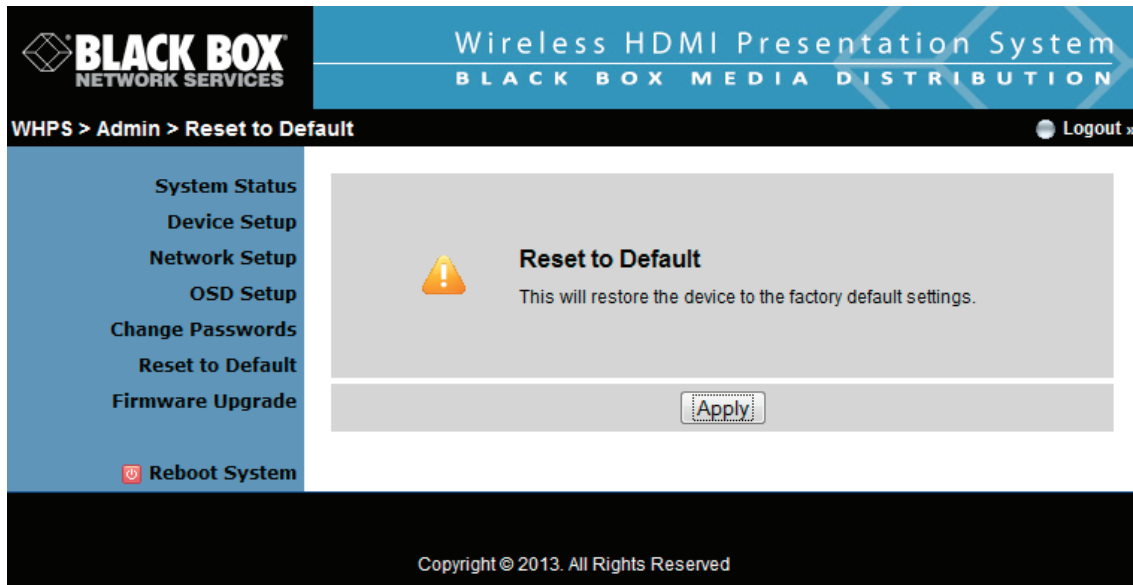 BLACK BOX®
NETWORK SERVICES
Wireless HDMI Presentation System
BLACK BOX MEDIA DISTRIBUTION
WHPS > Admin > Reset to Default
Logout »
System Status
Device Setup
Network Setup
OSD Setup
Change Passwords
Reset to Default
Firmware Upgrade
Reboot System
Reset to Default
This will restore the device to the factory default settings.
Apply
Copyright © 2013. All Rights Reserved